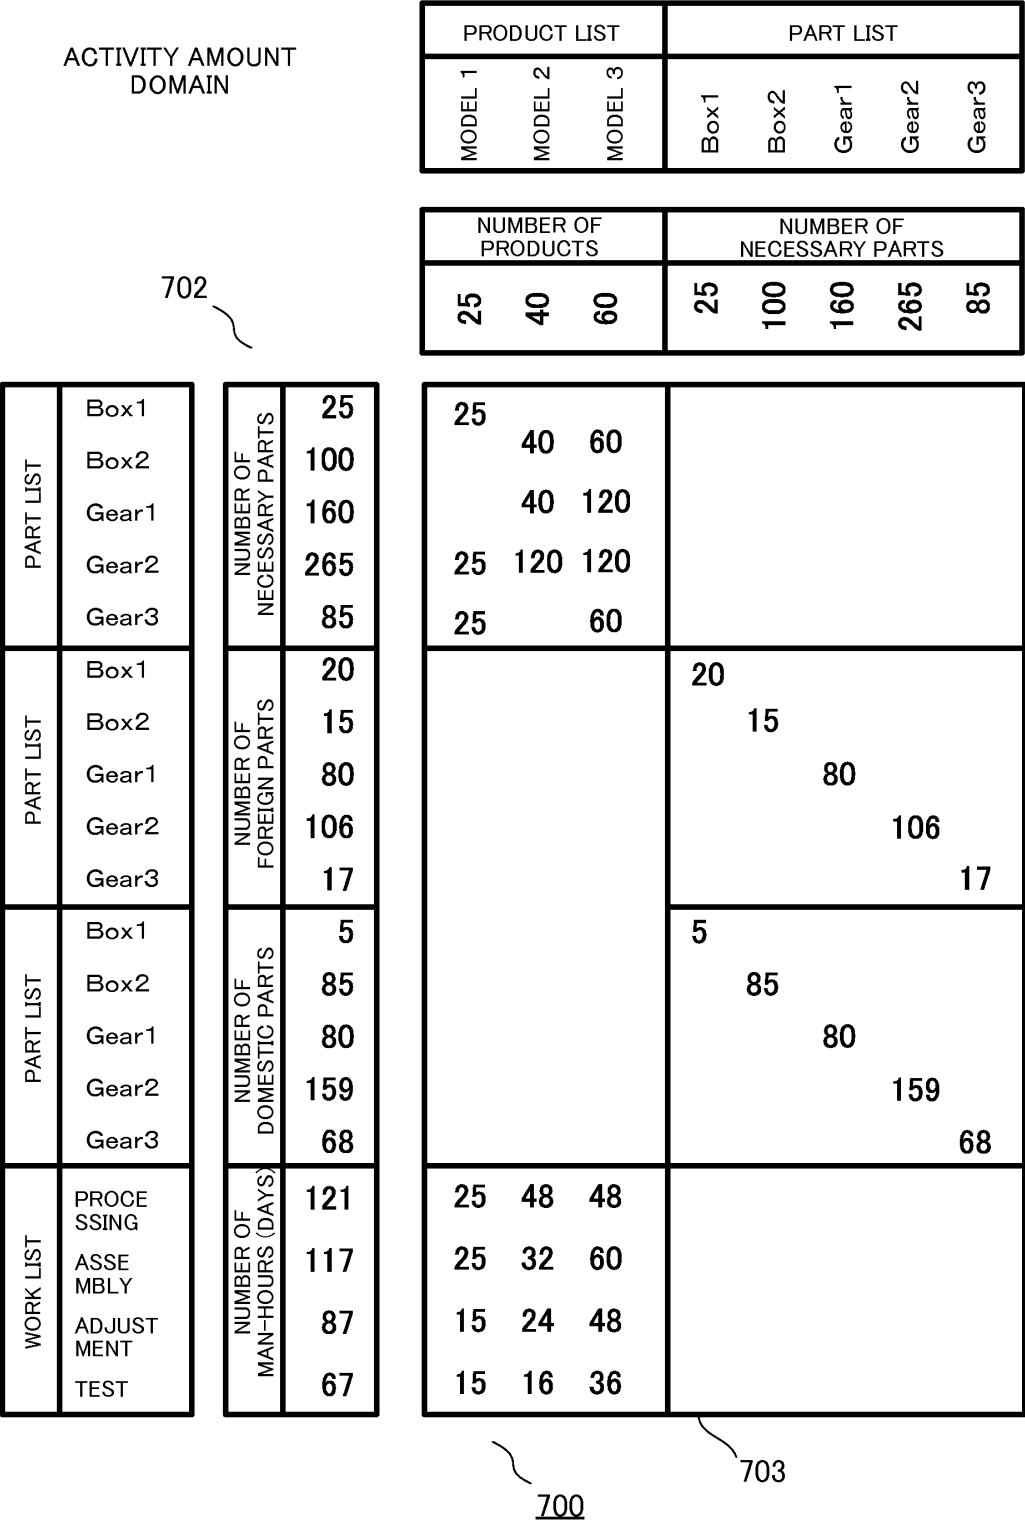 ACTIVITY AMOUNT
DOMAIN
PRODUCT LIST PART LIST
MODEL 1 MODEL 2 MODEL 3 Box1 Box2 Gear1 Gear2 Gear3
NUMBER OF
PRODUCTS
NUMBER OF
NECESSARY PARTS
25 40 60 25 100 160 265 85
702
PART LIST
NUMBER OF
NECESSARY PARTS
Box1 25 25
Box2 100 40 60
Gear1 160 40 120
Gear2 265 25 120 120
Gear3 85 25 60
PART LIST
NUMBER OF
FOREIGN PARTS
Box1 20 20
Box2 15 15
Gear1 80 80
Gear2 106 106
Gear3 17 17
PART LIST
NUMBER OF
DOMESTIC PARTS
Box1 5 5
Box2 85 85
Gear1 80 80
Gear2 159 159
Gear3 68 68
WORK LIST
NUMBER OF
MAN-HOURS (DAYS)
PROCE
SSING 121 25 48 48
ASSE
MBLY 117 25 32 60
ADJUST
MENT 87 15 24 48
TEST 67 15 16 36
703
700